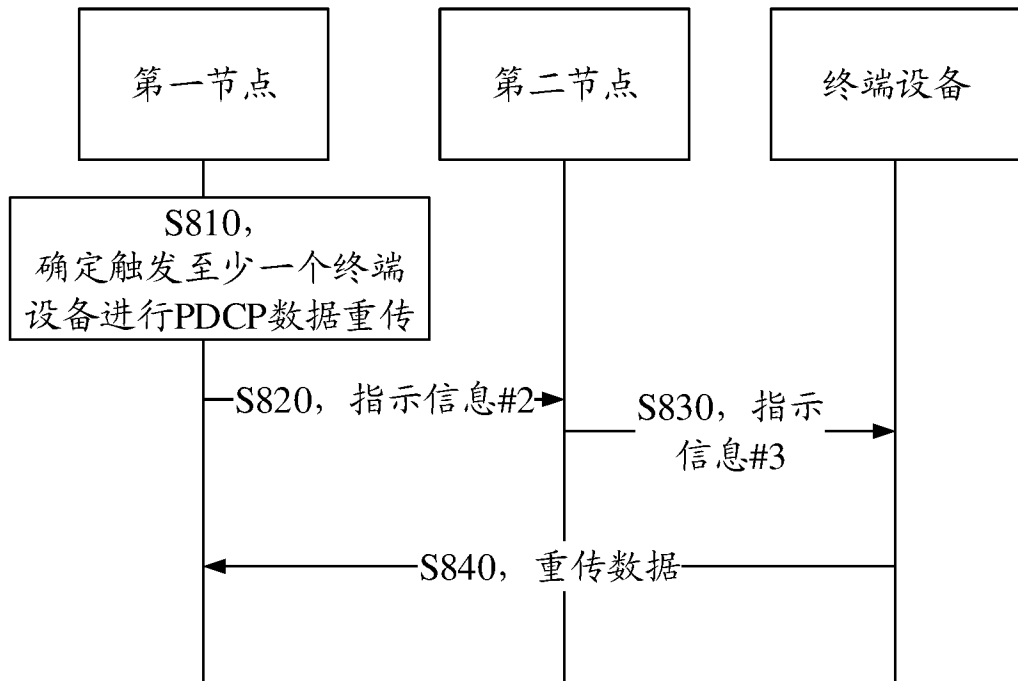 第一节点
第二节点
终端设备
S810，
确定触发至少一个终端
设备进行PDCP数据重传
S820，指示信息#2
S830，指示
信息#3
S840，重传数据